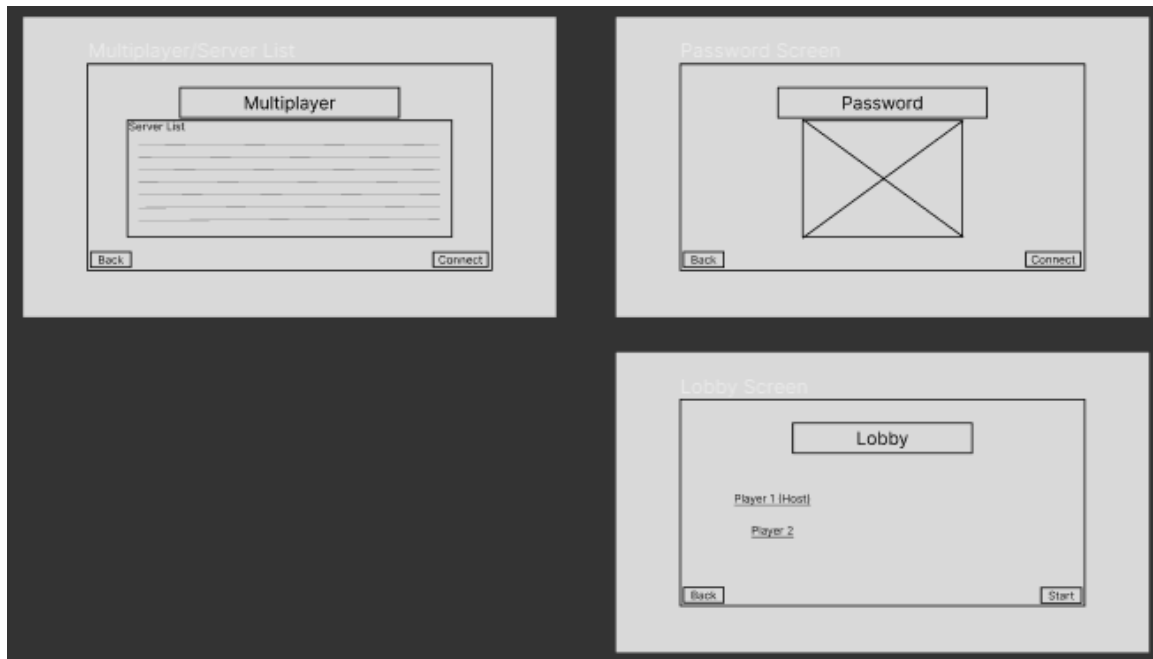 Multiplayer/Server List
Multiplayer
Server List
Back
Connect
Password Screen
Password
Back
Connect
Lobby Screen
Lobby
Player 1 (Host)
Player 2
Back
Start